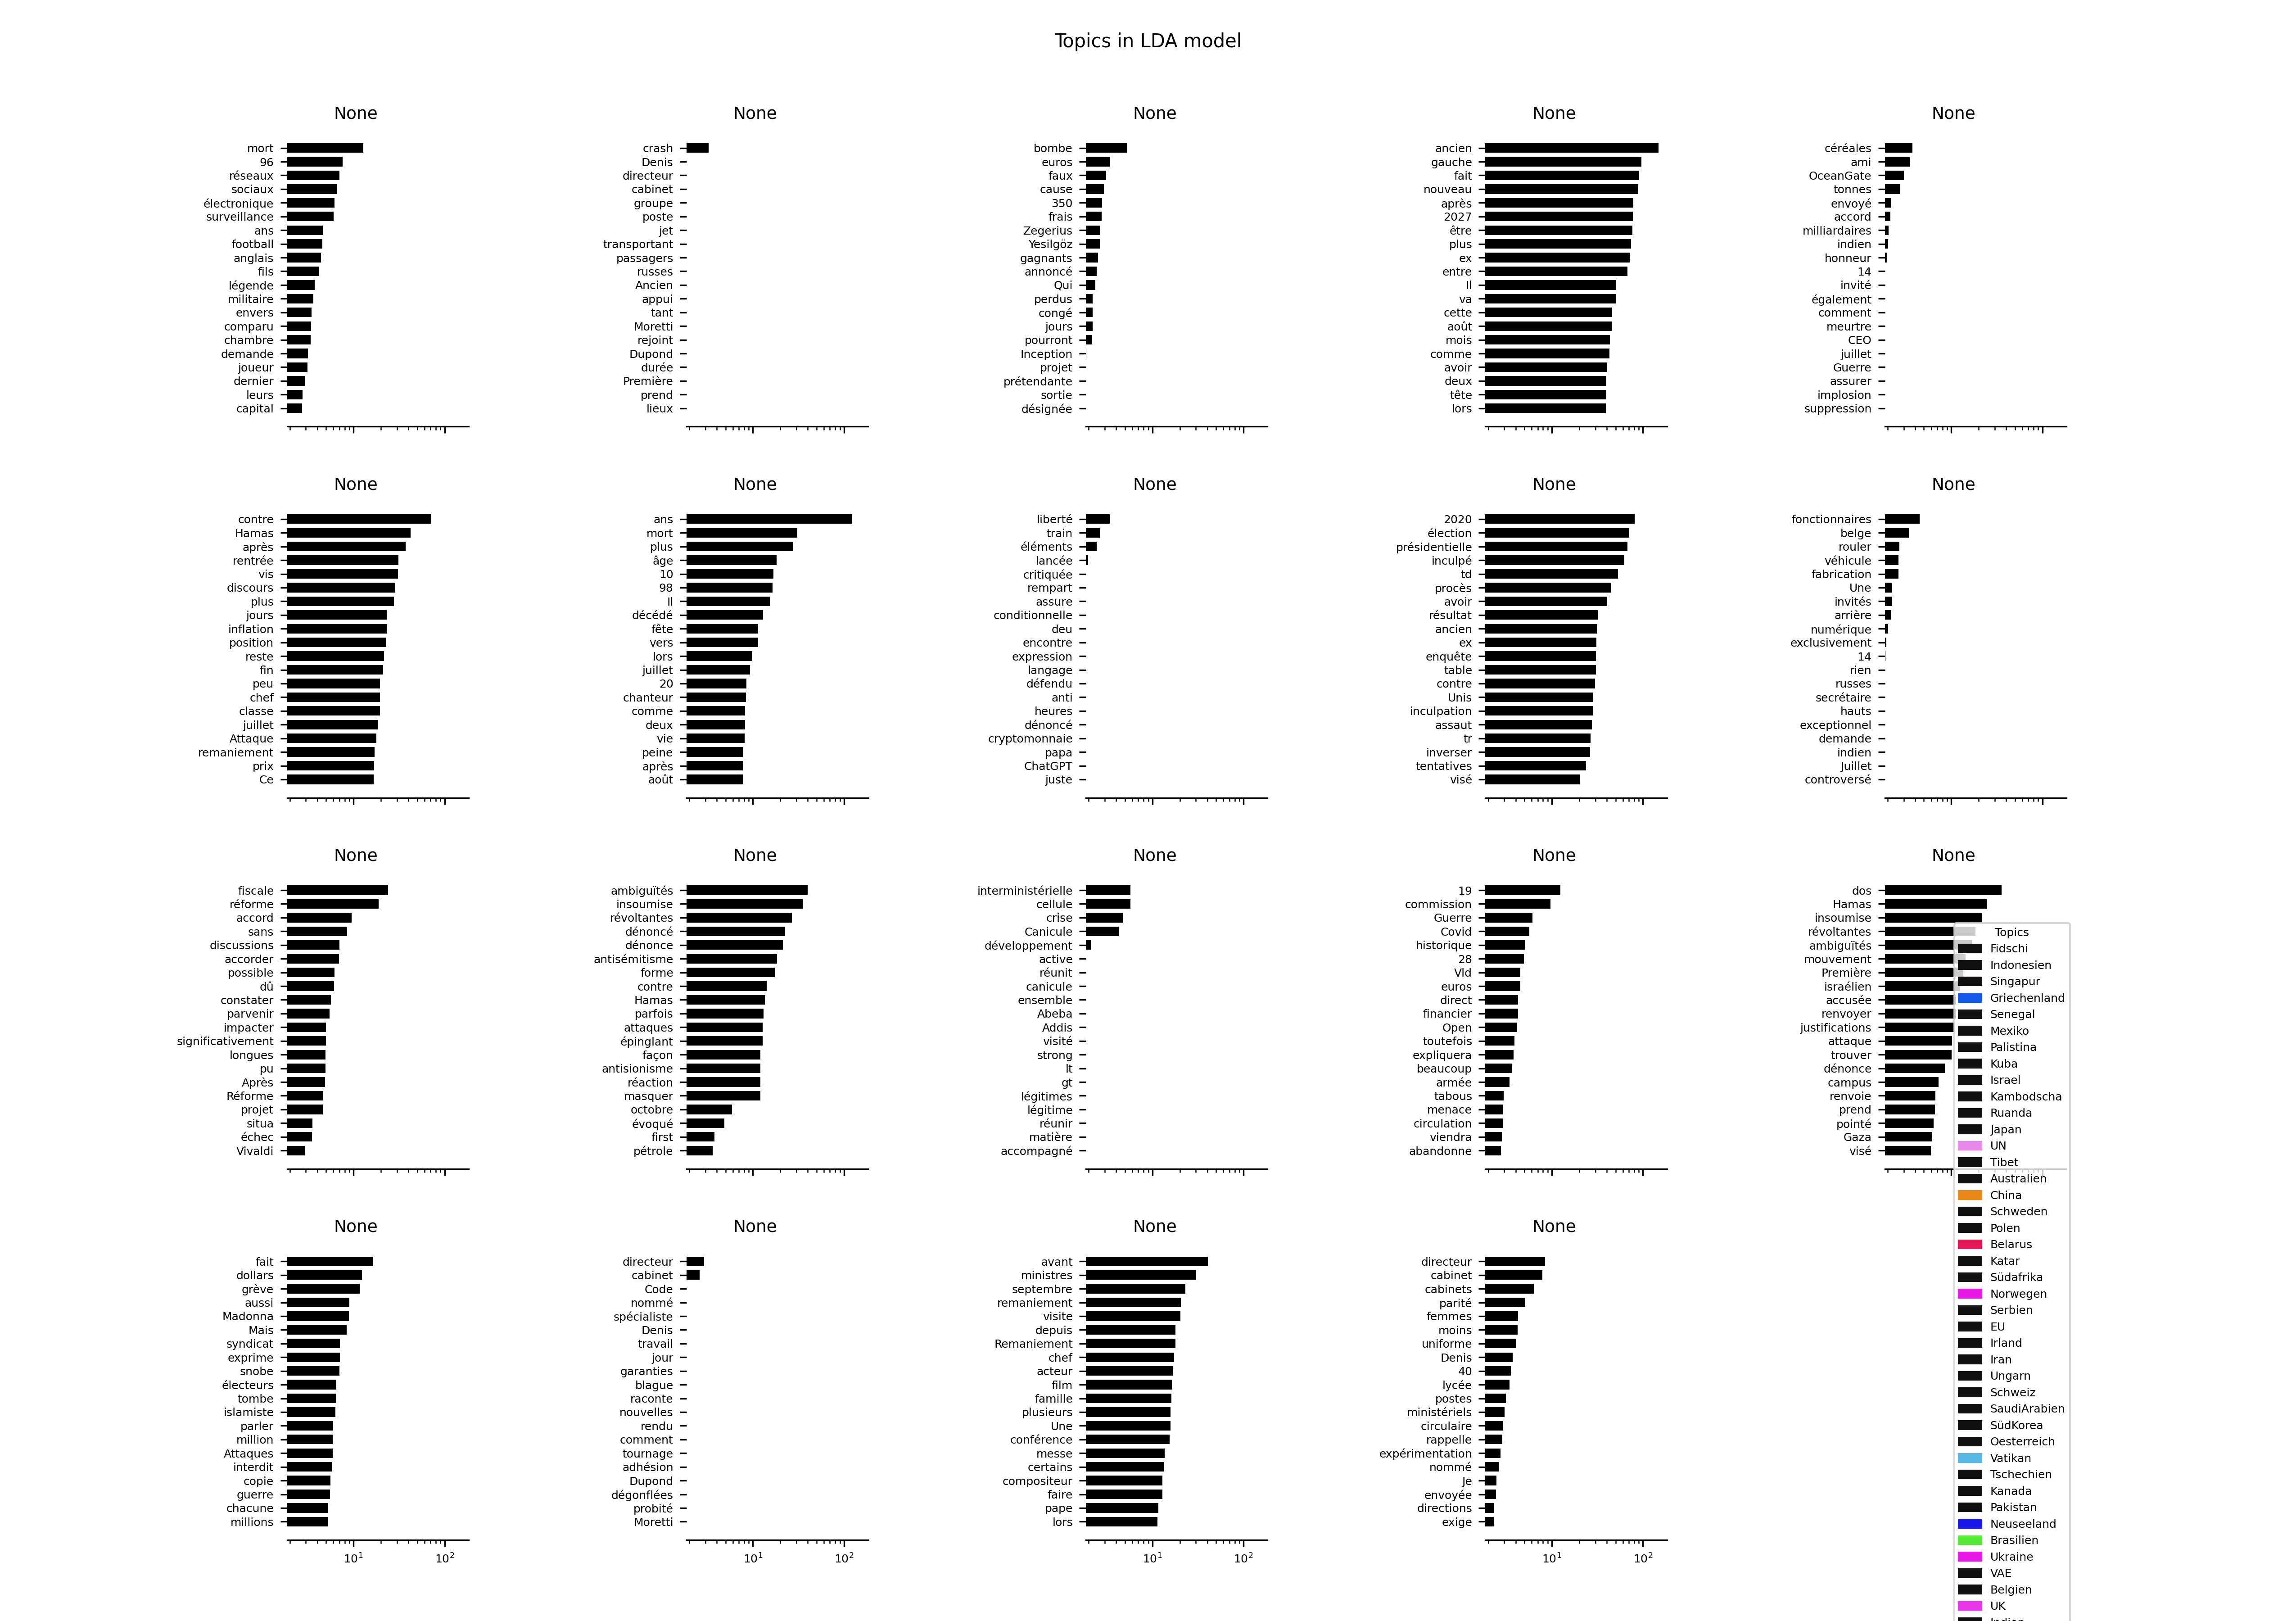 Topics in LDA model
None
mort
96
réseaux
sociaux
électronique
surveillance
ans
football
anglais
fils
légende
militaire
envers
comparu
chambre
demande
joueur
dernier
leurs
capital
None
crash
Denis
directeur
cabinet
groupe
poste
jet
transportant
passagers
russes
Ancien
appui
tant
Moretti
rejoint
Dupond
durée
Première
prend
lieux
None
bombe
euros
faux
cause
350
frais
Zegerius
Yesilgöz
gagnants
annoncé
Qui
perdus
congé
jours
pourront
Inception
projet
prétendante
sortie
désignée
None
ancien
gauche
fait
nouveau
après
2027
être
plus
ex
entre
Il
va
cette
août
mois
comme
avoir
deux
tête
lors
None
céréales
ami
OceanGate
tonnes
envoyé
accord
milliardaires
indien
honneur
14
invité
également
comment
meurtre
CEO
juillet
Guerre
assurer
implosion
suppression
None
contre
Hamas
après
rentrée
vis
discours
plus
jours
inflation
position
reste
fin
peu
chef
classe
juillet
Attaque
remaniement
prix
Ce
None
ans
mort
plus
âge
10
98
Il
décédé
fête
vers
lors
juillet
20
chanteur
comme
deux
vie
peine
après
août
None
liberté
train
éléments
lancée
critiquée
rempart
assure
conditionnelle
deu
encontre
expression
langage
défendu
anti
heures
dénoncé
cryptomonnaie
papa
ChatGPT
juste
None
2020
élection
présidentielle
inculpé
td
procès
avoir
résultat
ancien
ex
enquête
table
contre
Unis
inculpation
assaut
tr
inverser
tentatives
visé
None
fonctionnaires
belge
rouler
véhicule
fabrication
Une
invités
arrière
numérique
exclusivement
14
rien
russes
secrétaire
hauts
exceptionnel
demande
indien
Juillet
controversé
None
fiscale
réforme
accord
sans
discussions
accorder
possible
dû
constater
parvenir
impacter
significativement
longues
pu
Après
Réforme
projet
situa
échec
Vivaldi
None
ambiguïtés
insoumise
révoltantes
dénoncé
dénonce
antisémitisme
forme
contre
Hamas
parfois
attaques
épinglant
façon
antisionisme
réaction
masquer
octobre
évoqué
first
pétrole
None
interministérielle
cellule
crise
Canicule
développement
active
réunit
canicule
ensemble
Abeba
Addis
visité
strong
lt
gt
légitimes
légitime
réunir
matière
accompagné
None
19
commission
Guerre
Covid
historique
28
Vld
euros
direct
financier
Open
toutefois
expliquera
beaucoup
armée
tabous
menace
circulation
viendra
abandonne
None
dos
Hamas
insoumise
révoltantes
ambiguïtés
mouvement
Première
israélien
accusée
renvoyer
justifications
attaque
trouver
dénonce
campus
renvoie
prend
pointé
Gaza
visé
None
fait
dollars
grève
aussi
Madonna
Mais
syndicat
exprime
snobe
électeurs
tombe
islamiste
parler
million
Attaques
interdit
copie
guerre
chacune
millions
10^1
10^2
None
directeur
cabinet
Code
nommé
spécialiste
Denis
travail
jour
garanties
blague
raconte
nouvelles
rendu
comment
tournage
adhésion
Dupond
dégonflées
probité
Moretti
10^1
10^2
None
avant
ministres
septembre
remaniement
visite
depuis
Remaniement
chef
acteur
film
famille
plusieurs
Une
conférence
messe
certains
compositeur
faire
pape
lors
10^1
10^2
None
directeur
cabinet
cabinets
parité
femmes
moins
uniforme
Denis
40
lycée
postes
ministériels
circulaire
rappelle
expérimentation
nommé
Je
envoyée
directions
exige
10^1
10^2
Topics
Fidschi
Indonesien
Singapur
Griechenland
Senegal
Mexiko
Palistina
Kuba
Israel
Kambodscha
Ruanda
Japan
UN
Tibet
Australien
China
Schweden
Polen
Belarus
Katar
Südafrika
Norwegen
Serbien
EU
Irland
Iran
Ungarn
Schweiz
SaudiArabien
SüdKorea
Oesterreich
Vatikan
Tschechien
Kanada
Pakistan
Neuseeland
Brasilien
Ukraine
VAE
Belgien
UK